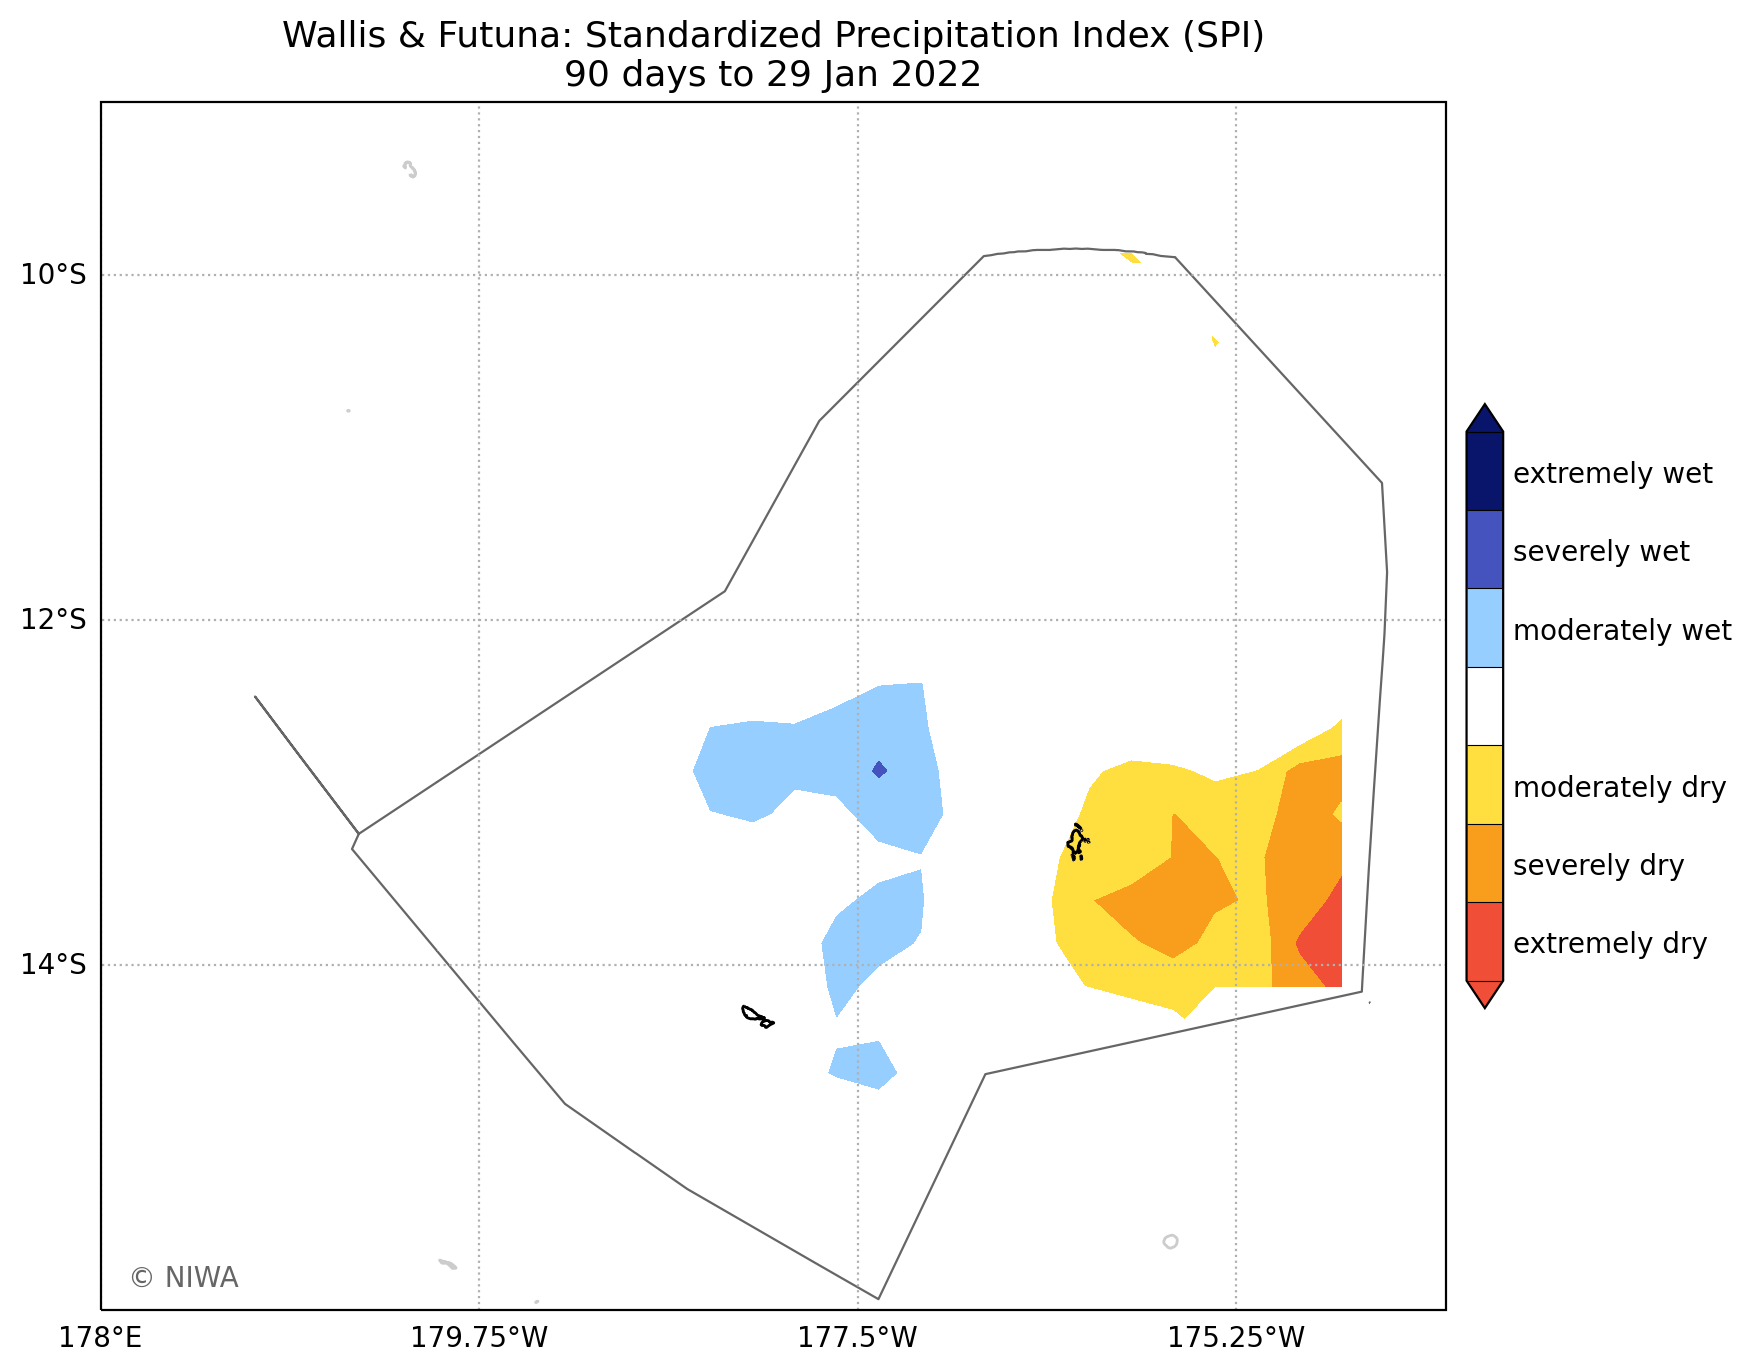 Wallis & Futuna: Standardized Precipitation Index (SPI)
90 days to 29 Jan 2022
10°S
12°S
14°S
extremely wet
severely wet
moderately wet
moderately dry
severely dry
extremely dry
© NIWA
178°E
179.75°W
177.5°W
175.25°W